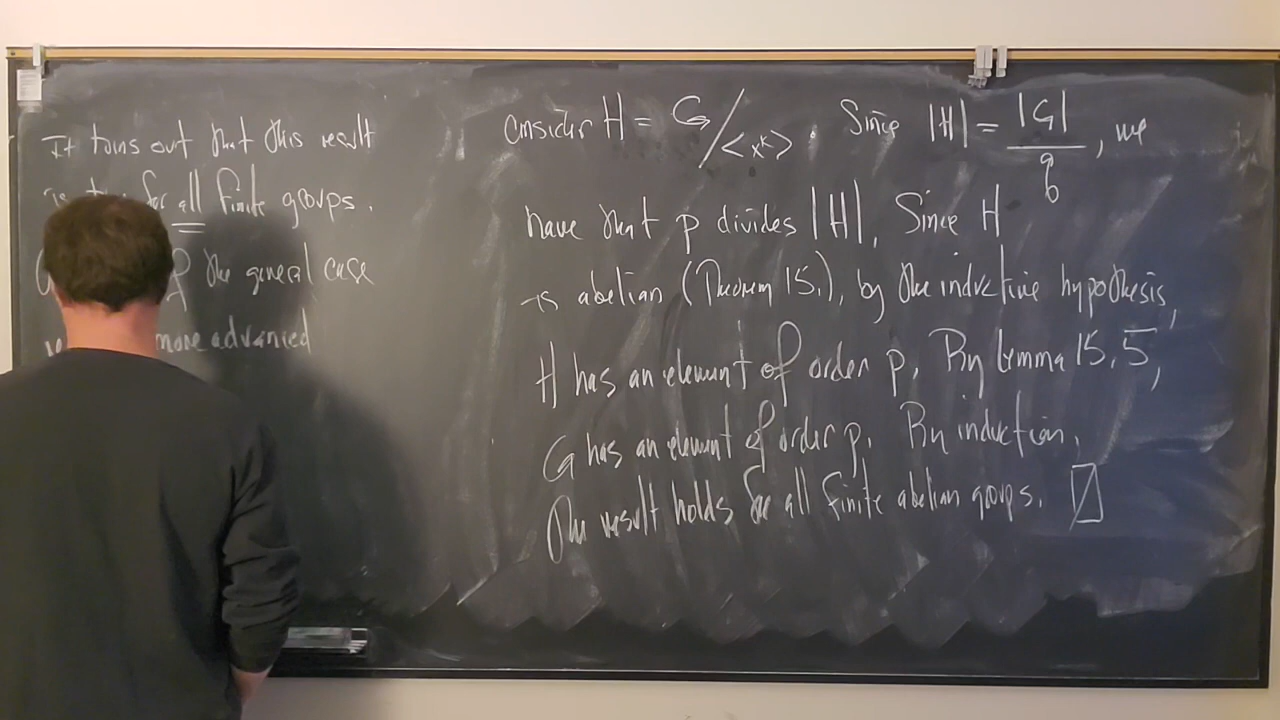 It turns out that this result
for all finite groups.
the general case
more advanced
consider H = G/<x^k>. Since |H| = |G|/q, we
have that p divides |H|. Since H
is abelian (Theorem 15.), by the inductive hypothesis,
H has an element of order p. By Lemma 15.5,
G has an element of order p. By induction,
the result holds for all finite abelian groups.